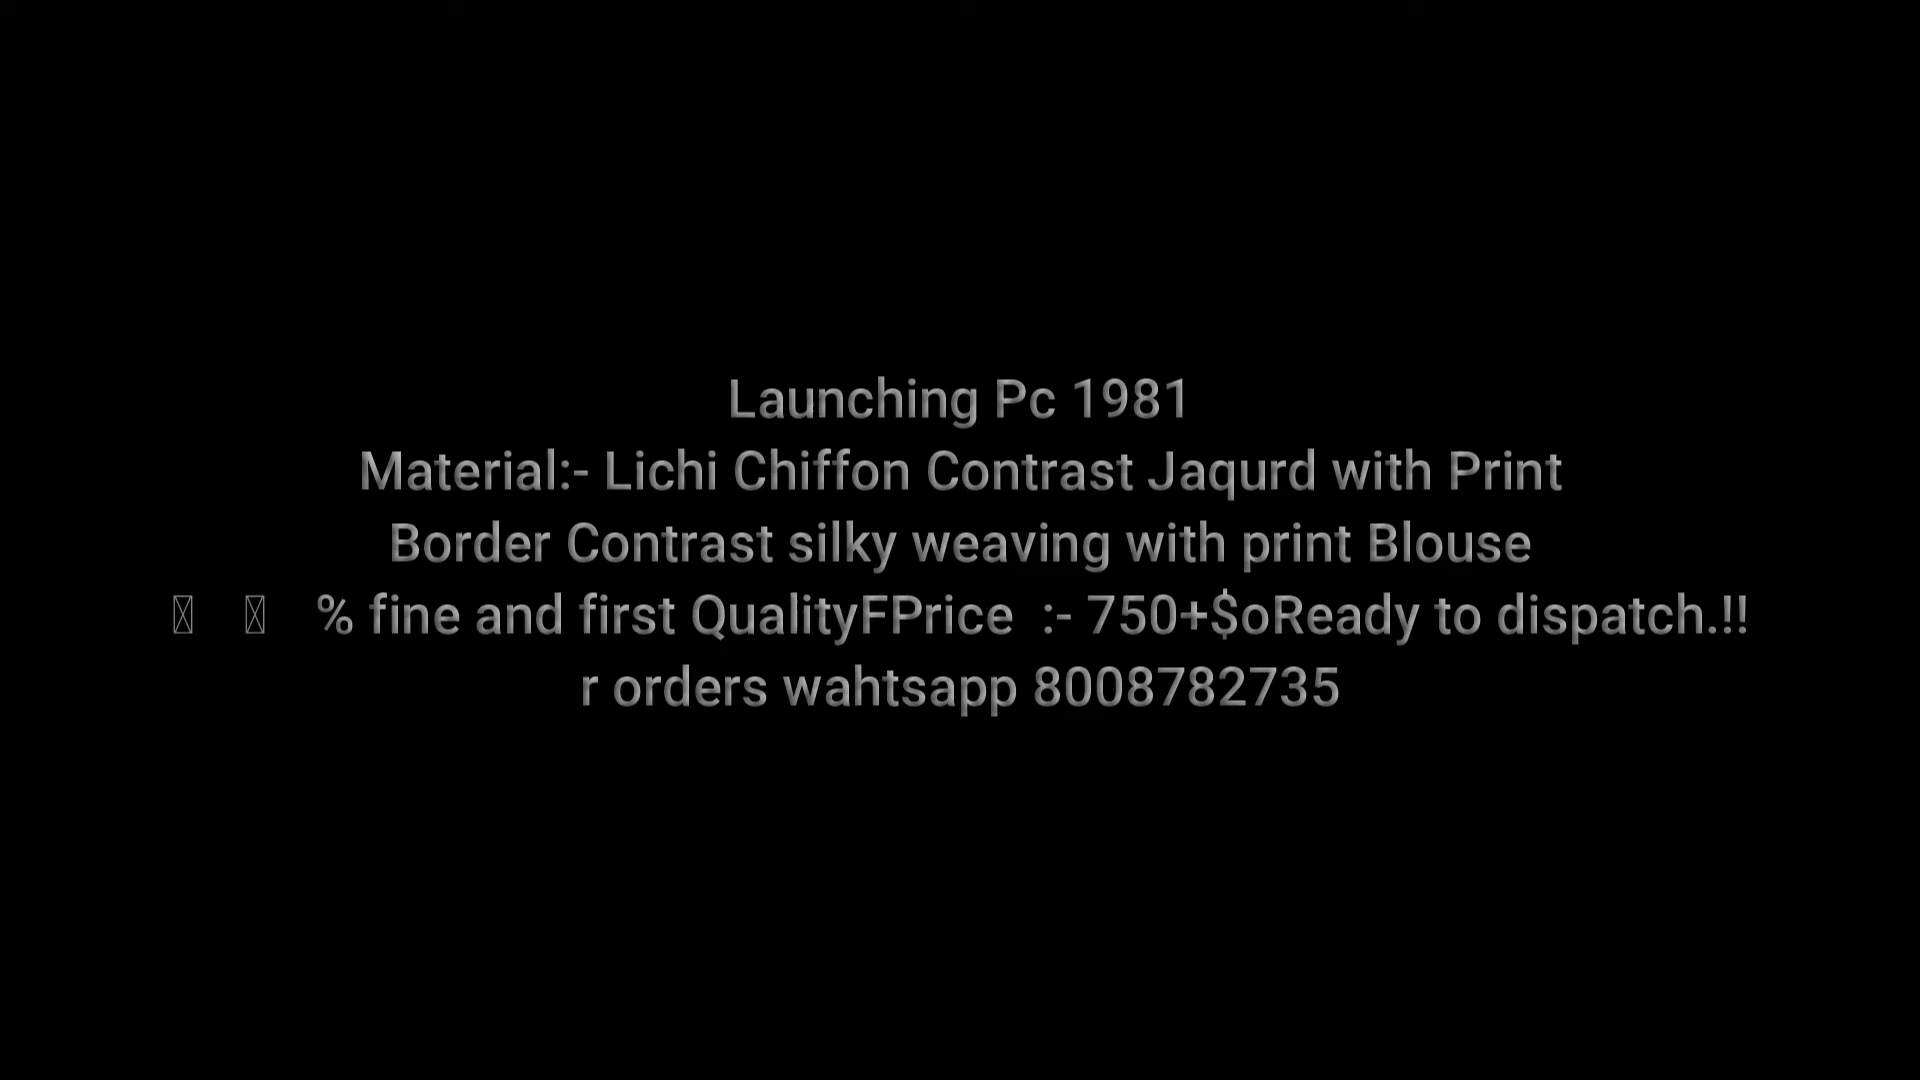 Launching Pc 1981
Material:- Lichi Chiffon Contrast Jaqurd with Print
Border Contrast silky weaving with print Blouse
% fine and first QualityFPrice :- 750+$oReady to dispatch.!!
r orders wahtsapp 8008782735